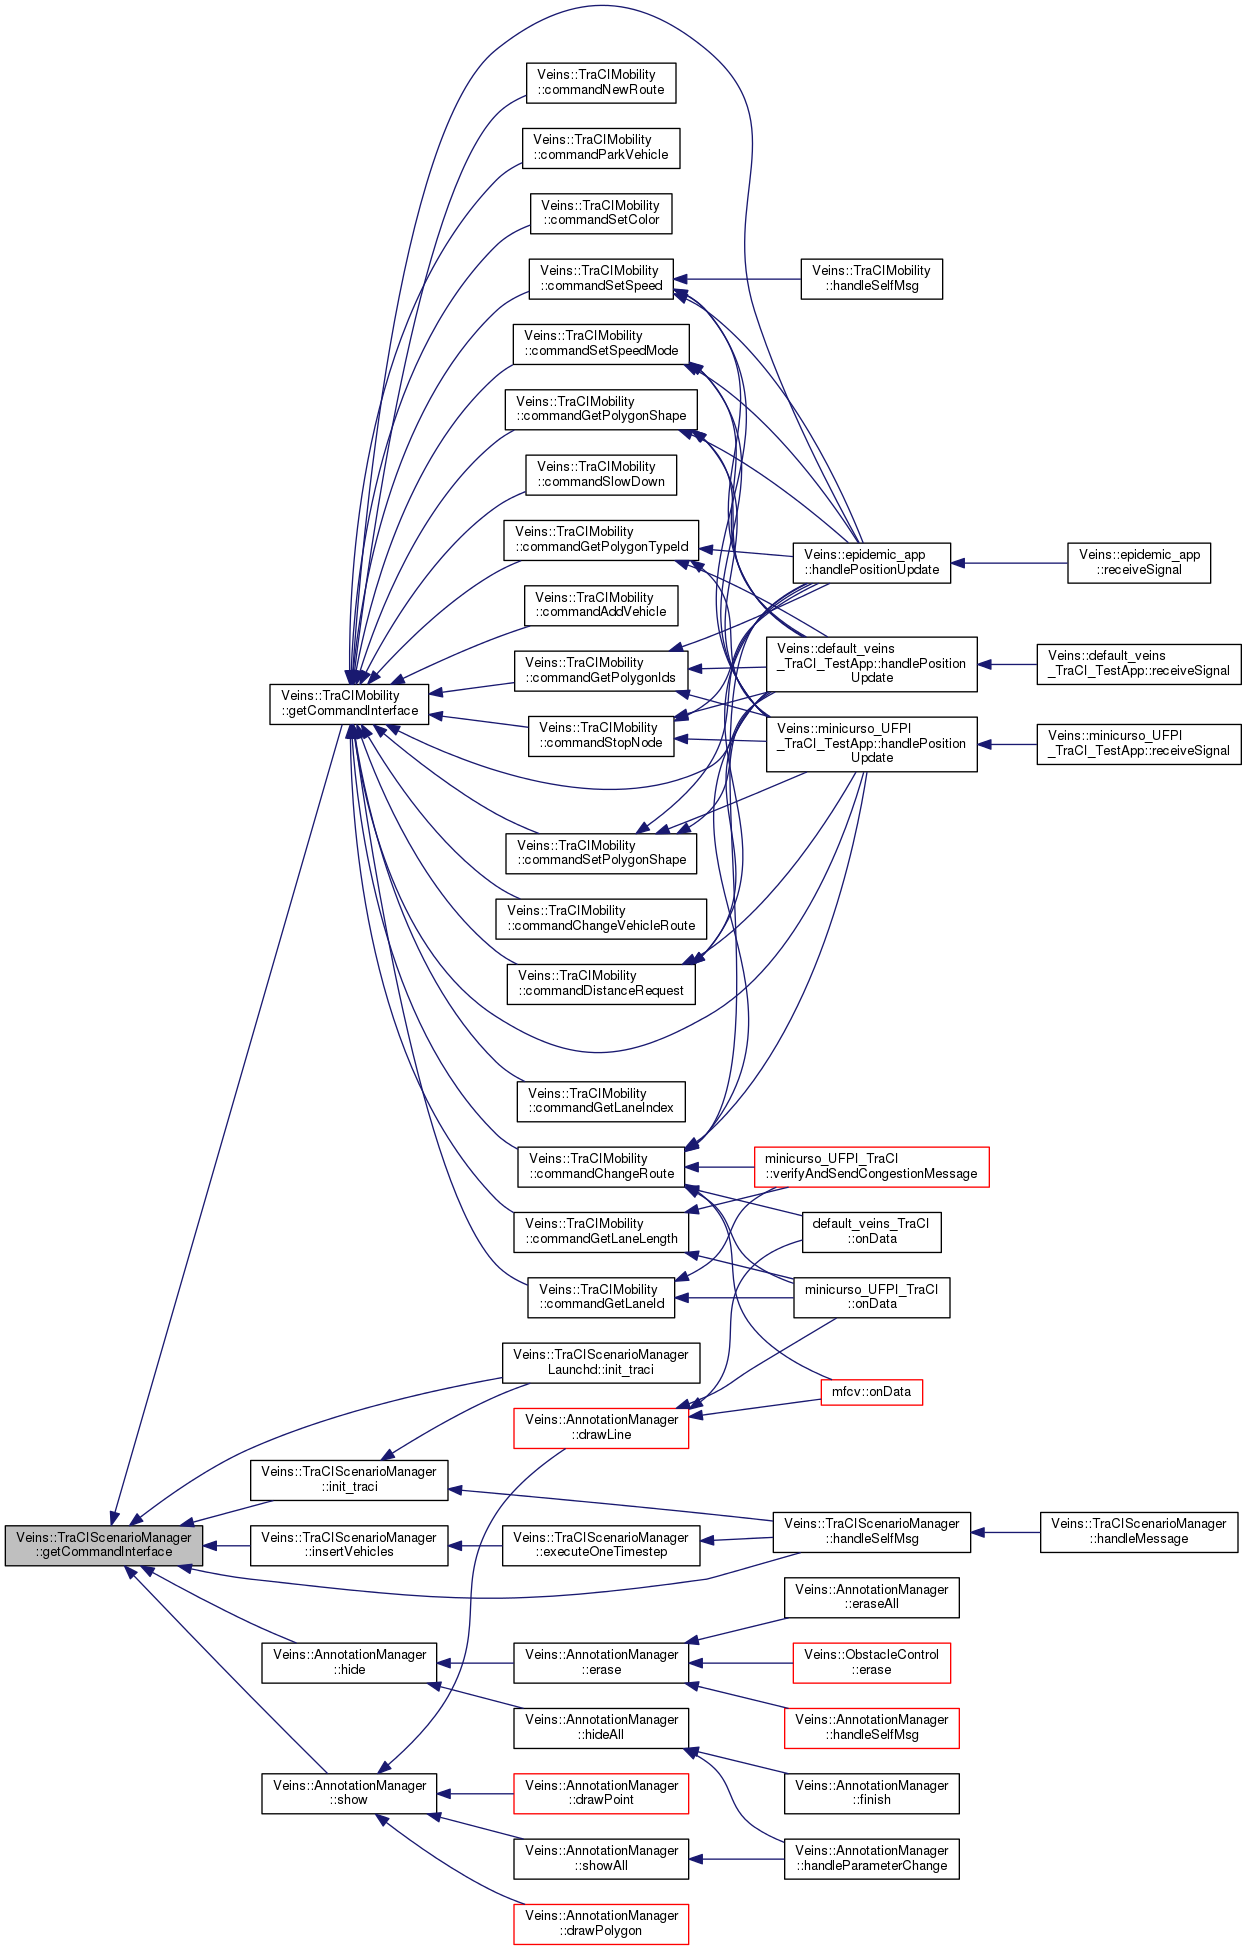 Veins::TraCIMobility
::commandNewRoute
Veins::TraCIMobility
::commandParkVehicle
Veins::TraCIMobility
::commandSetColor
Veins::TraCIMobility
::commandSetSpeed
Veins::TraCIMobility
::handleSelfMsg
Veins::TraCIMobility
::commandSetSpeedMode
Veins::TraCIMobility
::commandGetPolygonShape
Veins::TraCIMobility
::commandSlowDown
Veins::TraCIMobility
::commandGetPolygonTypeId
Veins::epidemic_app
::handlePositionUpdate
Veins::epidemic_app
::receiveSignal
Veins::TraCIMobility
::commandAddVehicle
Veins::TraCIMobility
::commandGetPolygonIds
Veins::default_veins
_TraCI_TestApp::handlePosition
Update
Veins::default_veins
_TraCI_TestApp::receiveSignal
Veins::TraCIMobility
::getCommandInterface
Veins::TraCIMobility
::commandStopNode
Veins::minicurso_UFPI
_TraCI_TestApp::handlePosition
Update
Veins::minicurso_UFPI
_TraCI_TestApp::receiveSignal
Veins::TraCIMobility
::commandSetPolygonShape
Veins::TraCIMobility
::commandChangeVehicleRoute
Veins::TraCIMobility
::commandDistanceRequest
Veins::TraCIMobility
::commandGetLaneIndex
Veins::TraCIMobility
::commandChangeRoute
minicurso_UFPI_TraCI
::verifyAndSendCongestionMessage
Veins::TraCIMobility
::commandGetLaneLength
default_veins_TraCI
::onData
Veins::TraCIMobility
::commandGetLaneId
minicurso_UFPI_TraCI
::onData
Veins::TraCIScenarioManager
Launchd::init_traci
mfcv::onData
Veins::AnnotationManager
::drawLine
Veins::TraCIScenarioManager
::init_traci
Veins::TraCIScenarioManager
::getCommandInterface
Veins::TraCIScenarioManager
::insertVehicles
Veins::TraCIScenarioManager
::executeOneTimestep
Veins::TraCIScenarioManager
::handleSelfMsg
Veins::TraCIScenarioManager
::handleMessage
Veins::AnnotationManager
::eraseAll
Veins::AnnotationManager
::hide
Veins::AnnotationManager
::erase
Veins::ObstacleControl
::erase
Veins::AnnotationManager
::hideAll
Veins::AnnotationManager
::handleSelfMsg
Veins::AnnotationManager
::show
Veins::AnnotationManager
::drawPoint
Veins::AnnotationManager
::finish
Veins::AnnotationManager
::showAll
Veins::AnnotationManager
::handleParameterChange
Veins::AnnotationManager
::drawPolygon